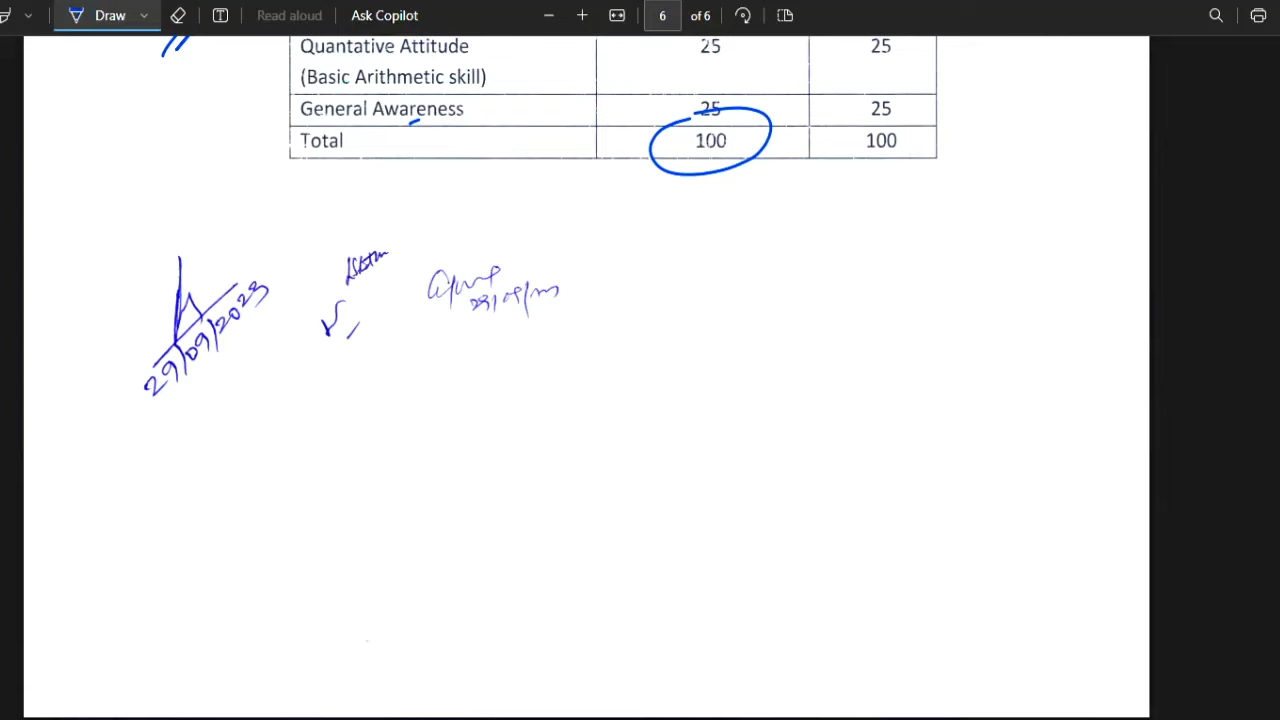 Draw
Read aloud
Ask Copilot
6 of 6
Quantative Attitude 25 25
(Basic Arithmetic skill)
General Awareness 25 25
Total 100 100
29/09/2023